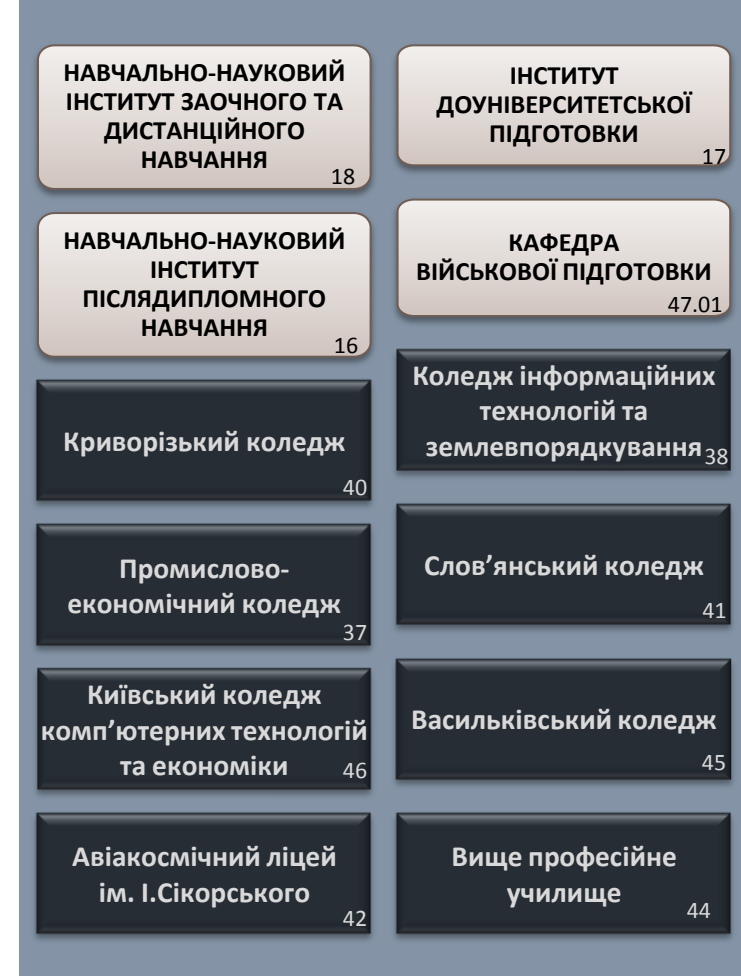 НАВЧАЛЬНО-НАУКОВИЙ
ІНСТИТУТ ЗАОЧНОГО ТА
ДИСТАНЦІЙНОГО
НАВЧАННЯ
18
ІНСТИТУТ
ДОУНІВЕРСИТЕТСЬКОЇ
ПІДГОТОВКИ
17
НАВЧАЛЬНО-НАУКОВИЙ
ІНСТИТУТ
ПІСЛЯДИПЛОМНОГО
НАВЧАННЯ
16
КАФЕДРА
ВІЙСЬКОВОЇ ПІДГОТОВКИ
47.01
Криворізький коледж
40
Коледж інформаційних
технологій та
землевпорядкування
38
Промислово-
економічний коледж
37
Слов’янський коледж
41
Київський коледж
комп’ютерних технологій
та економіки
46
Васильківський коледж
45
Авіакосмічний ліцей
ім. І.Сікорського
42
Вище професійне
училище
44